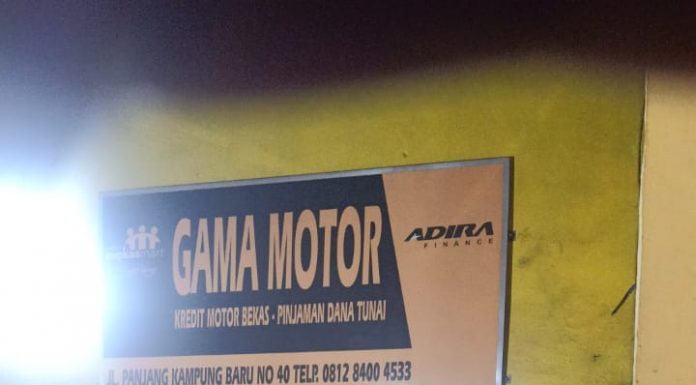 GAMA MOTOR
ADIRA
FINANCE
KREDIT MOTOR BEKAS - PINJAMAN DANA TUNAI
JL. PANJANG KAMPUNG BARU NO 40 TELP. 0812 8400 4533